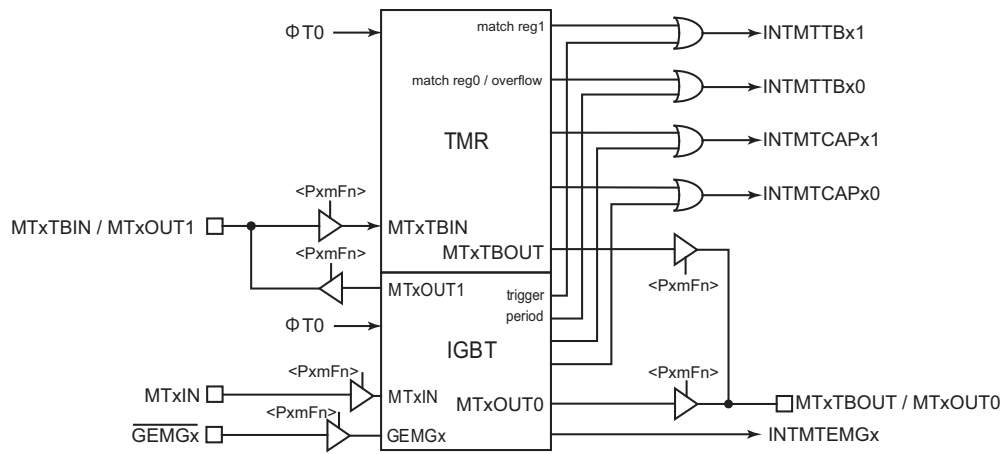 ΦT0
match reg1
INTMTTBx1
match reg0 / overflow
INTMTTBx0
TMR
INTMTCAPx1
<PxmFn>
INTMTCAPx0
MTxTBIN / MTxOUT1
MTxTBIN
MTxTBOUT
<PxmFn>
<PxmFn>
MTxOUT1
trigger
ΦT0
period
IGBT
<PxmFn>
<PxmFn>
MTxIN
MTxIN
MTxOUT0
MTxTBOUT / MTxOUT0
<PxmFn>
GEMGx
GEMGx
INTMTEMGx